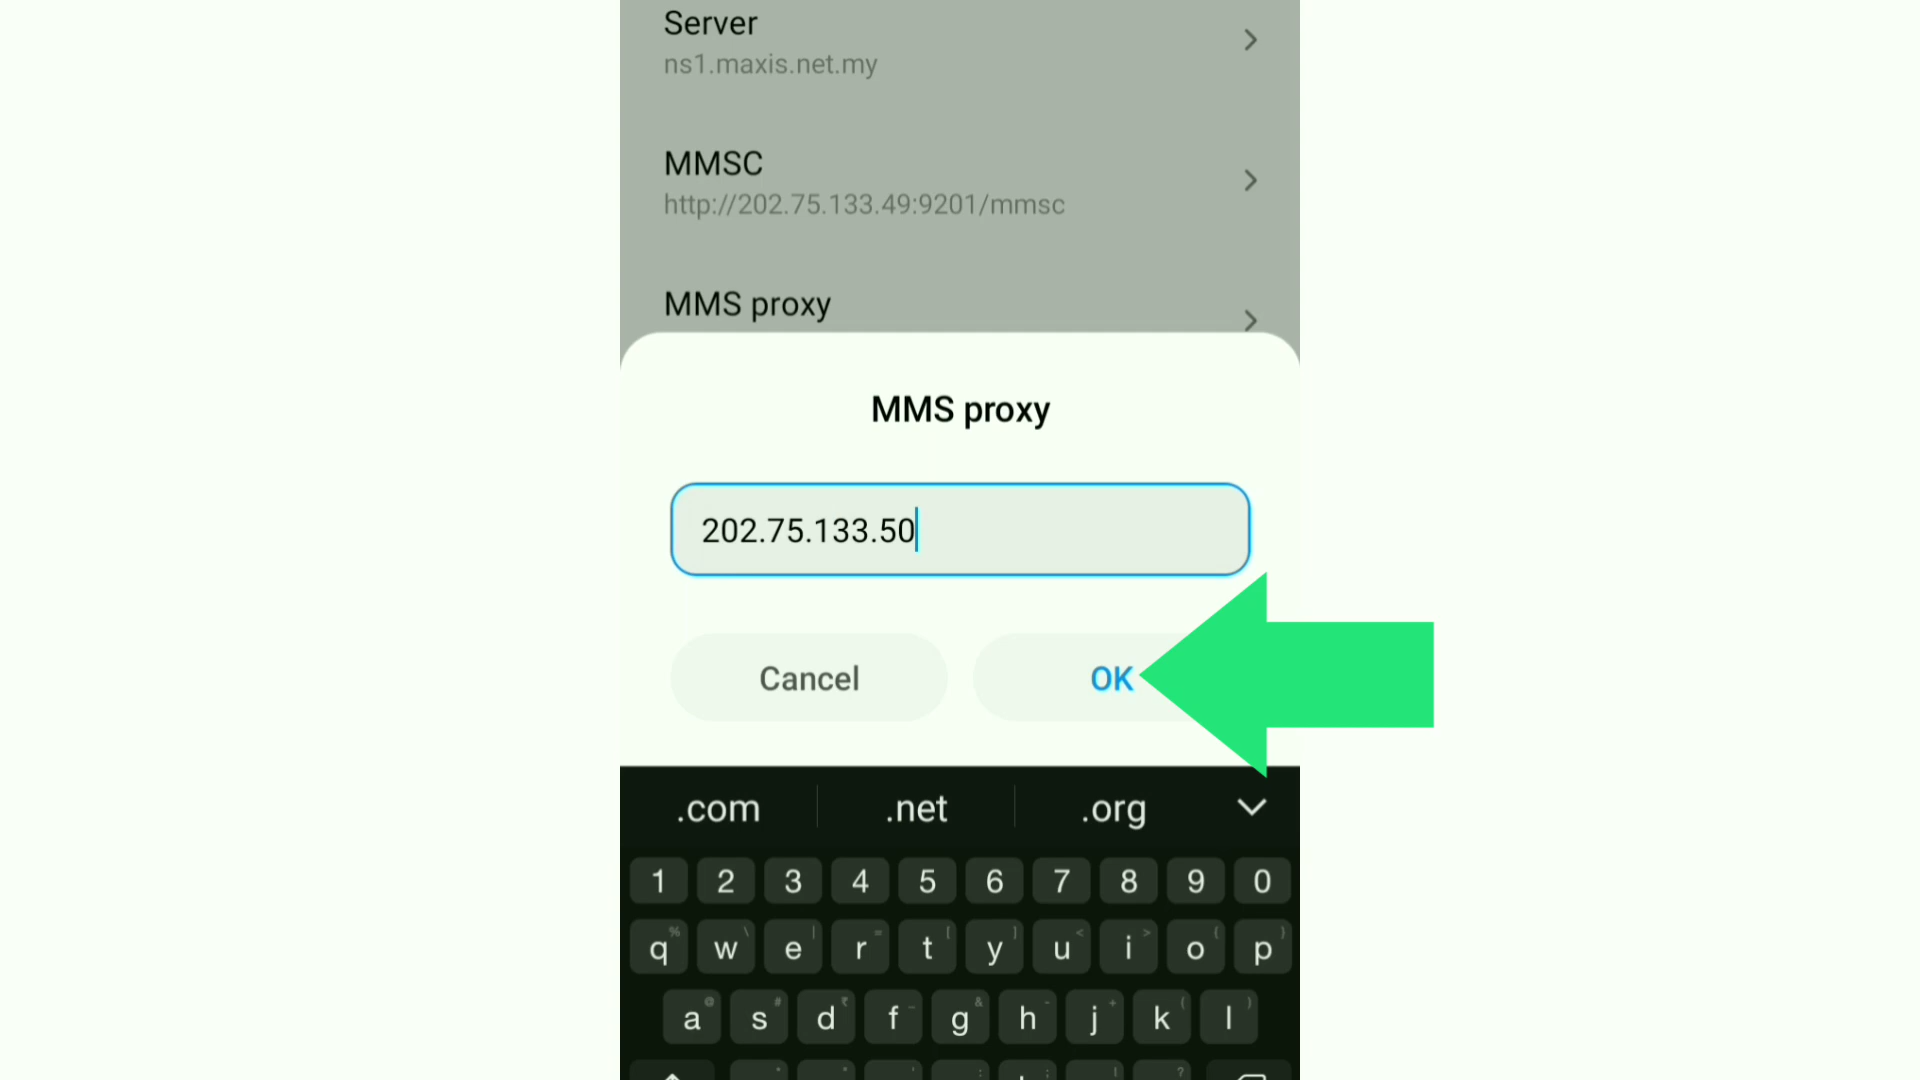 Server
ns1.maxis.net.my
MMSC
http://202.75.133.49:9201/mmsc
MMS proxy
MMS proxy
202.75.133.50
Cancel
OK
.com .net .org
1 2 3 4 5 6 7 8 9 0
q w e r t y u i o p
a s d f g h j k l